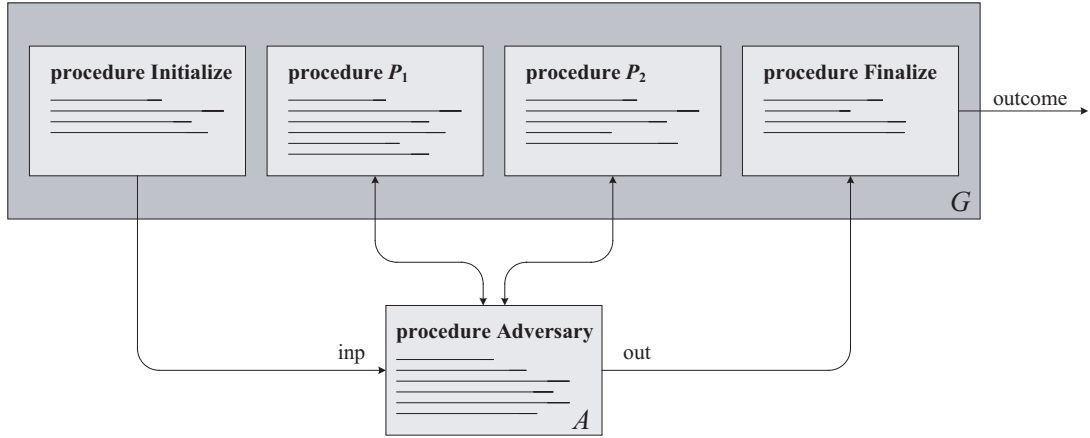 procedure Initialize
procedure P1
procedure P2
procedure Finalize
outcome
G
procedure Adversary
inp
out
A